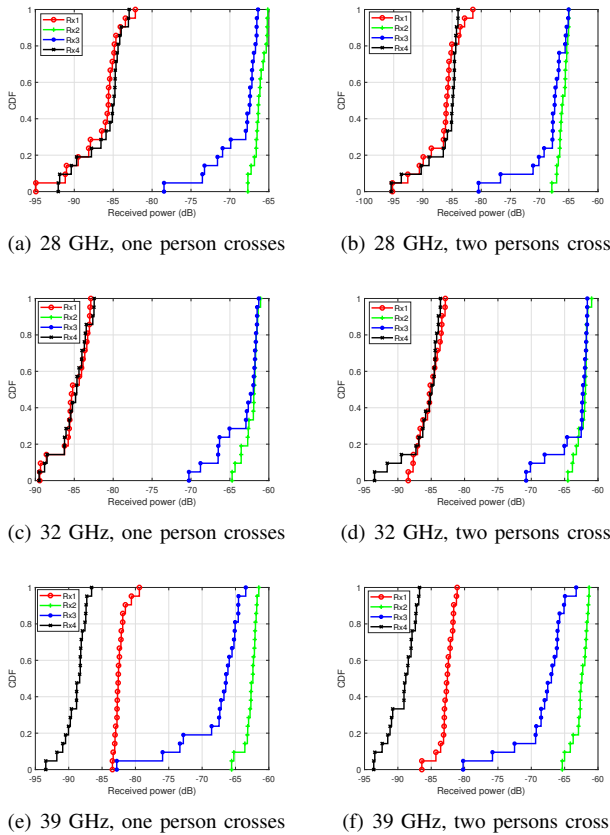 1
0.8
0.6
0.4
0.2
0
CDF
Rx1
Rx2
Rx3
Rx4
-95 -90 -85 -80 -75 -70 -65
Received power (dB)
(a) 28 GHz, one person crosses
1
0.8
0.6
0.4
0.2
0
CDF
Rx1
Rx2
Rx3
Rx4
-100 -95 -90 -85 -80 -75 -70 -65 -60
Received power (dB)
(b) 28 GHz, two persons cross
1
0.8
0.6
0.4
0.2
0
CDF
Rx1
Rx2
Rx3
Rx4
-90 -85 -80 -75 -70 -65 -60
Received power (dB)
(c) 32 GHz, one person crosses
1
0.8
0.6
0.4
0.2
0
CDF
Rx1
Rx2
Rx3
Rx4
-95 -90 -85 -80 -75 -70 -65 -60
Received power (dB)
(d) 32 GHz, two persons cross
1
0.8
0.6
0.4
0.2
0
CDF
Rx1
Rx2
Rx3
Rx4
-95 -90 -85 -80 -75 -70 -65 -60
Received power (dB)
(e) 39 GHz, one person crosses
1
0.8
0.6
0.4
0.2
0
CDF
Rx1
Rx2
Rx3
Rx4
-95 -90 -85 -80 -75 -70 -65 -60
Received power (dB)
(f) 39 GHz, two persons cross